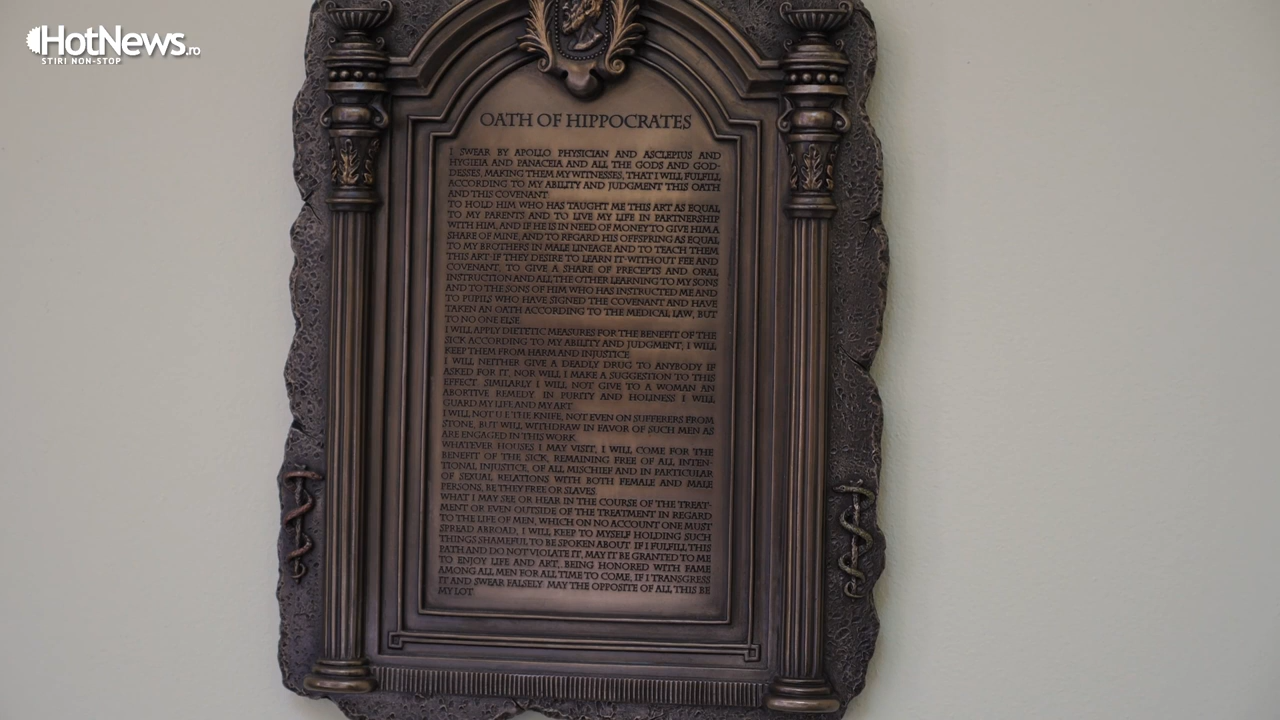 HotNews.ro
STIRI NON-STOP
OATH OF HIPPOCRATES
I SWEAR BY APOLLO PHYSICIAN AND ASCLEPIUS AND
HYGIEIA AND PANACEIA AND ALL THE GODS AND GOD-
DESSES, MAKING THEM MY WITNESSES, THAT I WILL FULFILL
ACCORDING TO MY ABILITY AND JUDGMENT THIS OATH
AND THIS COVENANT:
TO HOLD HIM WHO HAS TAUGHT ME THIS ART AS EQUAL
TO MY PARENTS AND TO LIVE MY LIFE IN PARTNERSHIP
WITH HIM, AND IF HE IS IN NEED OF MONEY TO GIVE HIM A
SHARE OF MINE, AND TO REGARD HIS OFFSPRING AS EQUAL
TO MY BROTHERS IN MALE LINEAGE AND TO TEACH THEM
THIS ART-IF THEY DESIRE TO LEARN IT-WITHOUT FEE AND
COVENANT; TO GIVE A SHARE OF PRECEPTS AND ORAL
INSTRUCTION AND ALL THE OTHER LEARNING TO MY SONS
AND TO THE SONS OF HIM WHO HAS INSTRUCTED ME AND
TO PUPILS WHO HAVE SIGNED THE COVENANT AND HAVE
TAKEN AN OATH ACCORDING TO THE MEDICAL LAW, BUT
TO NO ONE ELSE.
I WILL APPLY DIETETIC MEASURES FOR THE BENEFIT OF THE
SICK ACCORDING TO MY ABILITY AND JUDGMENT; I WILL
KEEP THEM FROM HARM AND INJUSTICE.
I WILL NEITHER GIVE A DEADLY DRUG TO ANYBODY IF
ASKED FOR IT, NOR WILL I MAKE A SUGGESTION TO THIS
EFFECT. SIMILARLY I WILL NOT GIVE TO A WOMAN AN
ABORTIVE REMEDY. IN PURITY AND HOLINESS I WILL
GUARD MY LIFE AND MY ART.
I WILL NOT USE THE KNIFE, NOT EVEN ON SUFFERERS FROM
STONE, BUT WILL WITHDRAW IN FAVOR OF SUCH MEN AS
ARE ENGAGED IN THIS WORK.
WHATEVER HOUSES I MAY VISIT, I WILL COME FOR THE
BENEFIT OF THE SICK, REMAINING FREE OF ALL INTEN-
TIONAL INJUSTICE, OF ALL MISCHIEF AND IN PARTICULAR
OF SEXUAL RELATIONS WITH BOTH FEMALE AND MALE
PERSONS, BE THEY FREE OR SLAVES.
WHAT I MAY SEE OR HEAR IN THE COURSE OF THE TREAT-
MENT OR EVEN OUTSIDE OF THE TREATMENT IN REGARD
TO THE LIFE OF MEN, WHICH ON NO ACCOUNT ONE MUST
SPREAD ABROAD, I WILL KEEP TO MYSELF HOLDING SUCH
THINGS SHAMEFUL TO BE SPOKEN ABOUT. IF I FULFILL THIS
PATH AND DO NOT VIOLATE IT, MAY IT BE GRANTED TO ME
TO ENJOY LIFE AND ART, BEING HONORED WITH FAME
AMONG ALL MEN FOR ALL TIME TO COME; IF I TRANSGRESS
IT AND SWEAR FALSELY MAY THE OPPOSITE OF ALL THIS BE
MY LOT.